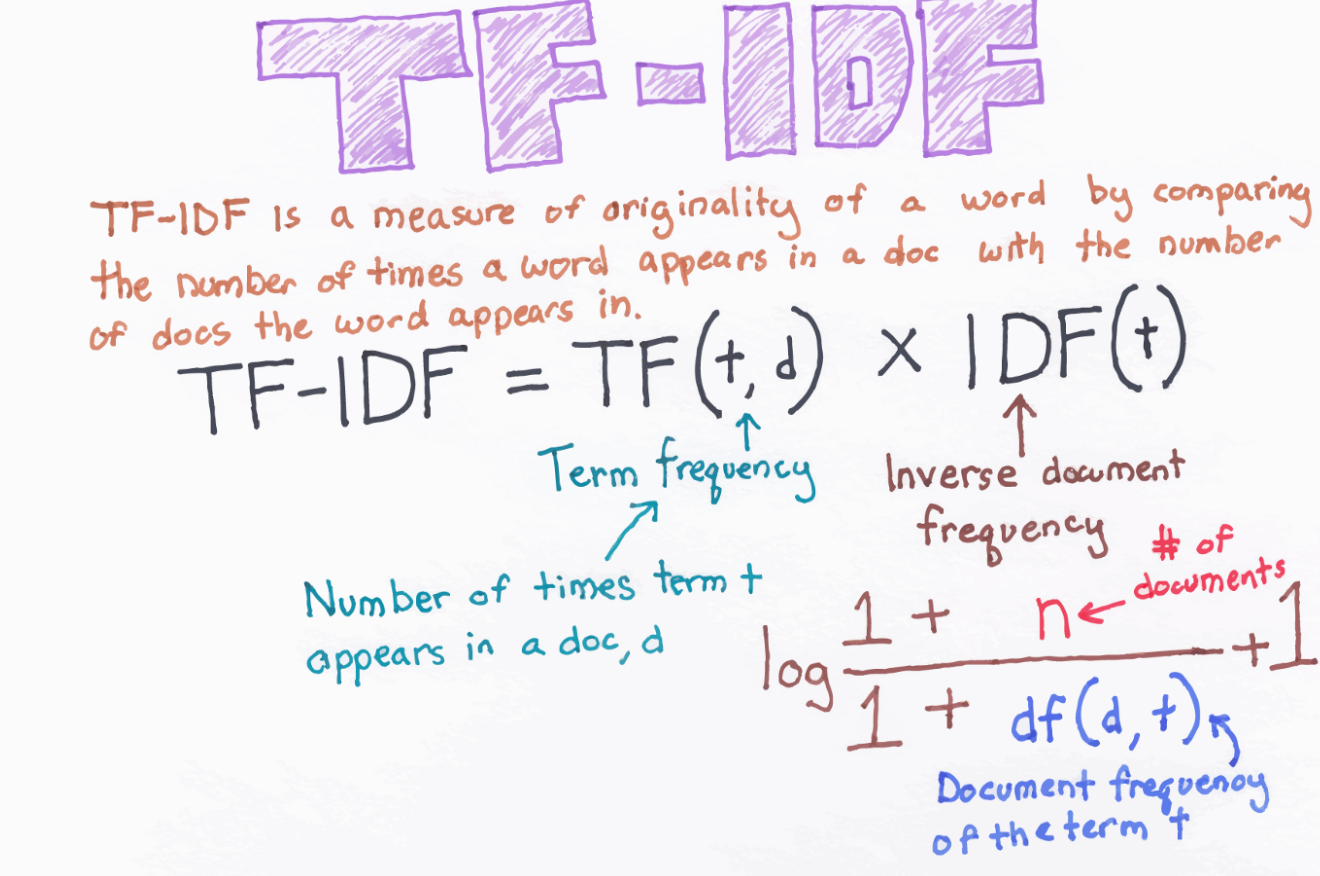 TF-IDF
TF-IDF is a measure of originality of a word by comparing
the number of times a word appears in a doc with the number
of docs the word appears in.
TF-IDF = TF(t, d) × IDF(t)
Term frequency
Inverse document
frequency
Number of times term t
appears in a doc, d
# of
documents
log 1 + n / 1 + df(d, t) + 1
Document frequency
of the term t